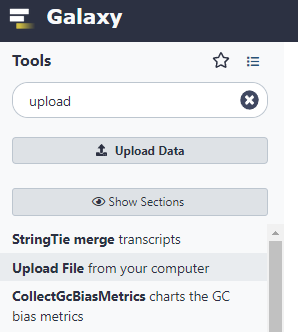 Galaxy
Tools
upload
Upload Data
Show Sections
StringTie merge transcripts
Upload File from your computer
CollectGcBiasMetrics charts the GC
bias metrics